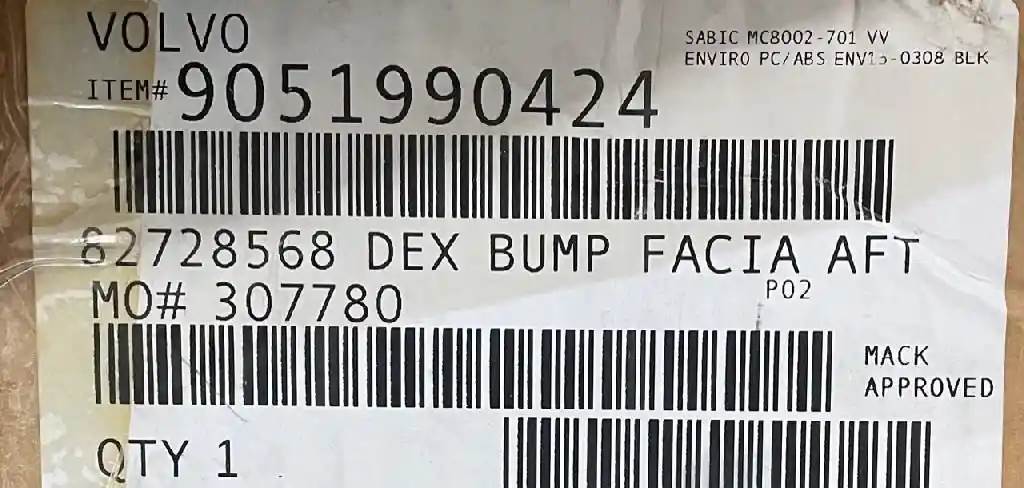 VOLVO
SABIC MC8002-701 VV
ENVIRO PC/ABS ENV15-0308 BLK
ITEM# 9051990424
82728568 DEX BUMP FACIA AFT
P02
MO# 307780
MACK
APPROVED
QTY 1